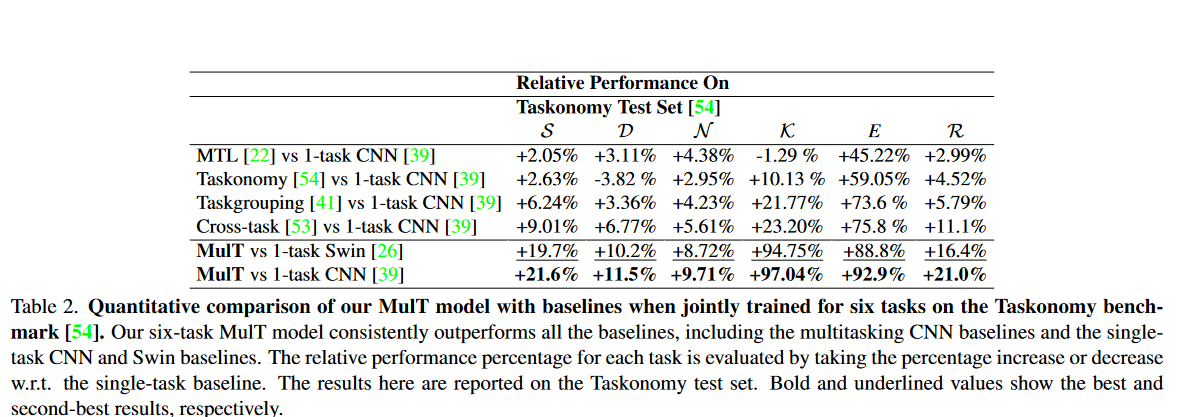 Relative Performance On
Taskonomy Test Set [54]
S D N K E R
MTL [22] vs 1-task CNN [39] +2.05% +3.11% +4.38% -1.29 % +45.22% +2.99%
Taskonomy [54] vs 1-task CNN [39] +2.63% -3.82 % +2.95% +10.13 % +59.05% +4.52%
Taskgrouping [41] vs 1-task CNN [39] +6.24% +3.36% +4.23% +21.77% +73.6 % +5.79%
Cross-task [53] vs 1-task CNN [39] +9.01% +6.77% +5.61% +23.20% +75.8 % +11.1%
MulT vs 1-task Swin [26] +19.7% +10.2% +8.72% +94.75% +88.8% +16.4%
MulT vs 1-task CNN [39] +21.6% +11.5% +9.71% +97.04% +92.9% +21.0%
Table 2. Quantitative comparison of our MulT model with baselines when jointly trained for six tasks on the Taskonomy bench-
mark [54]. Our six-task MulT model consistently outperforms all the baselines, including the multitasking CNN baselines and the single-
task CNN and Swin baselines. The relative performance percentage for each task is evaluated by taking the percentage increase or decrease
w.r.t. the single-task baseline. The results here are reported on the Taskonomy test set. Bold and underlined values show the best and
second-best results, respectively.